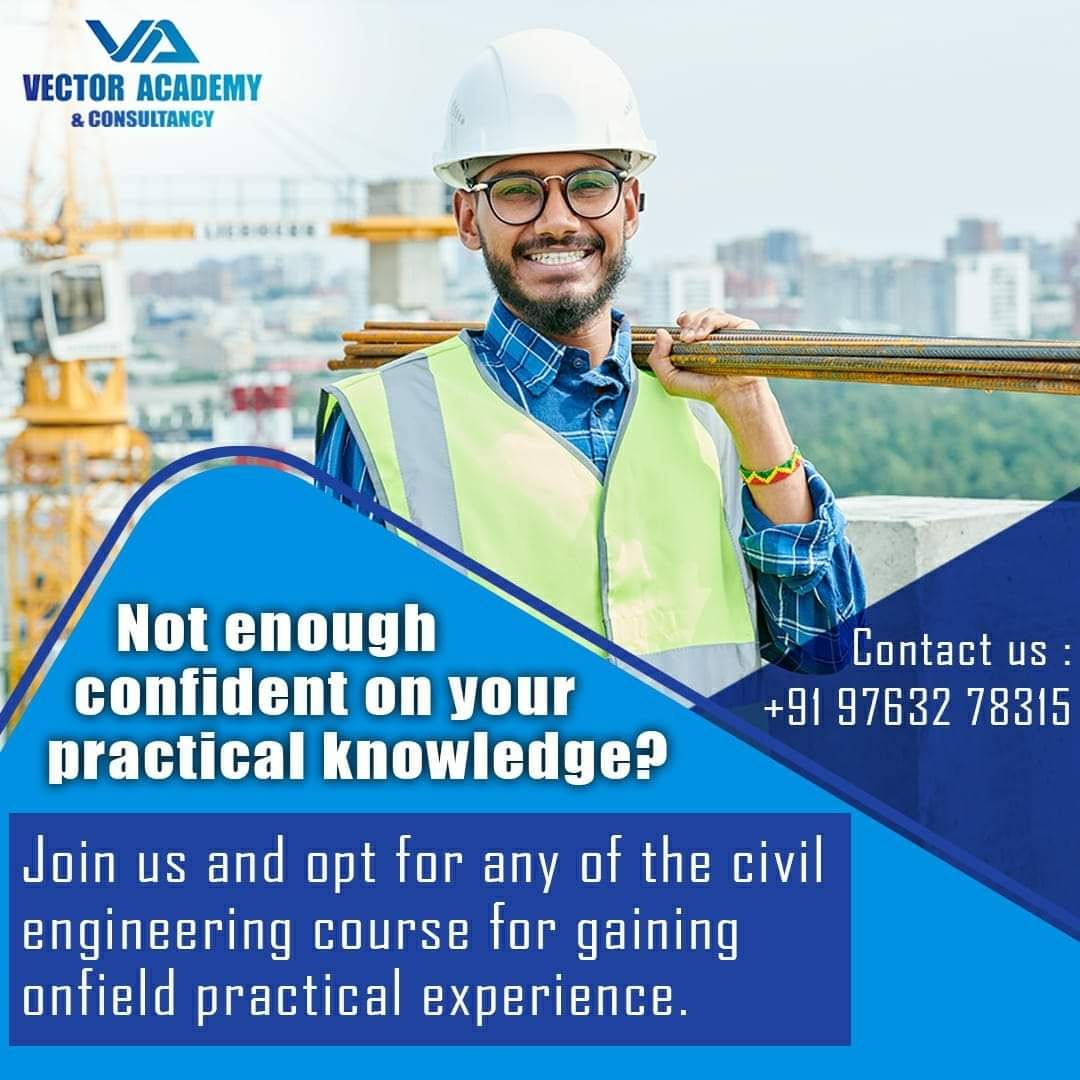 VA
VECTOR ACADEMY
& CONSULTANCY
LIEBHERR
Not enough
confident on your
practical knowledge?
Contact us :
+91 97632 78315
Join us and opt for any of the civil
engineering course for gaining
onfield practical experience.